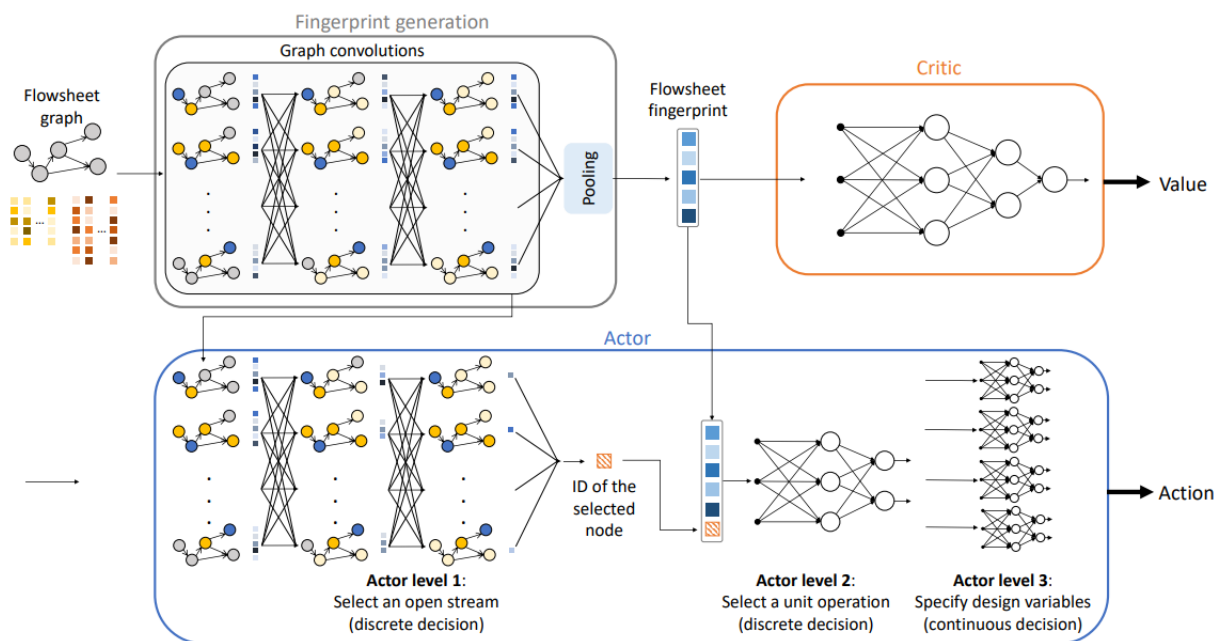 Fingerprint generation
Graph convolutions
Flowsheet
graph
...
...
Pooling
Flowsheet
fingerprint
Critic
Value
Actor
ID of the
selected
node
Action
Actor level 1:
Select an open stream
(discrete decision)
Actor level 2:
Select a unit operation
(discrete decision)
Actor level 3:
Specify design variables
(continuous decision)